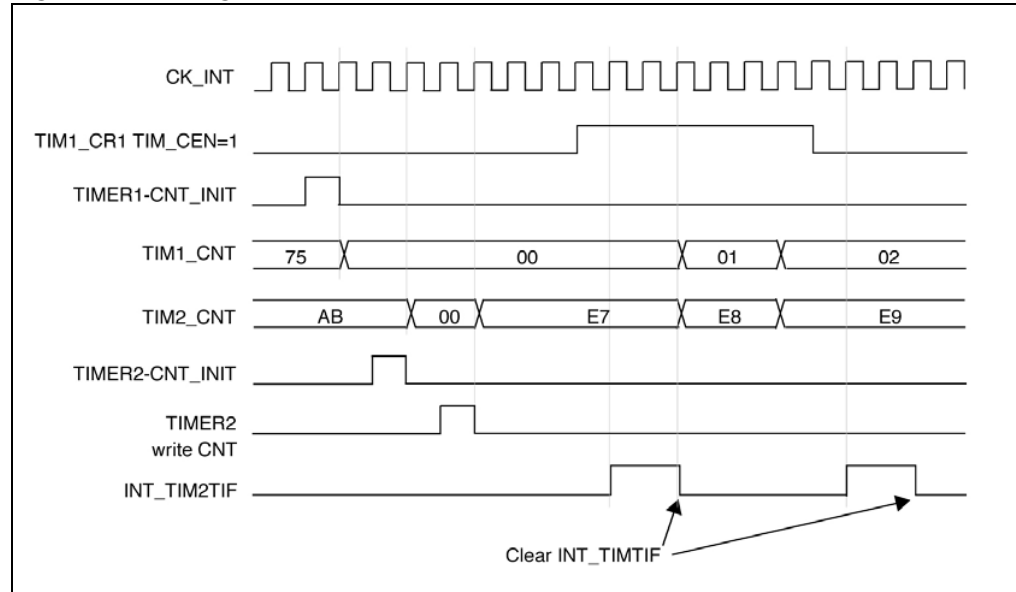 CK_INT
TIM1_CR1 TIM_CEN=1
TIMER1-CNT_INIT
TIM1_CNT 75 00 01 02
TIM2_CNT AB 00 E7 E8 E9
TIMER2-CNT_INIT
TIMER2
write CNT
INT_TIM2TIF
Clear INT_TIMTIF